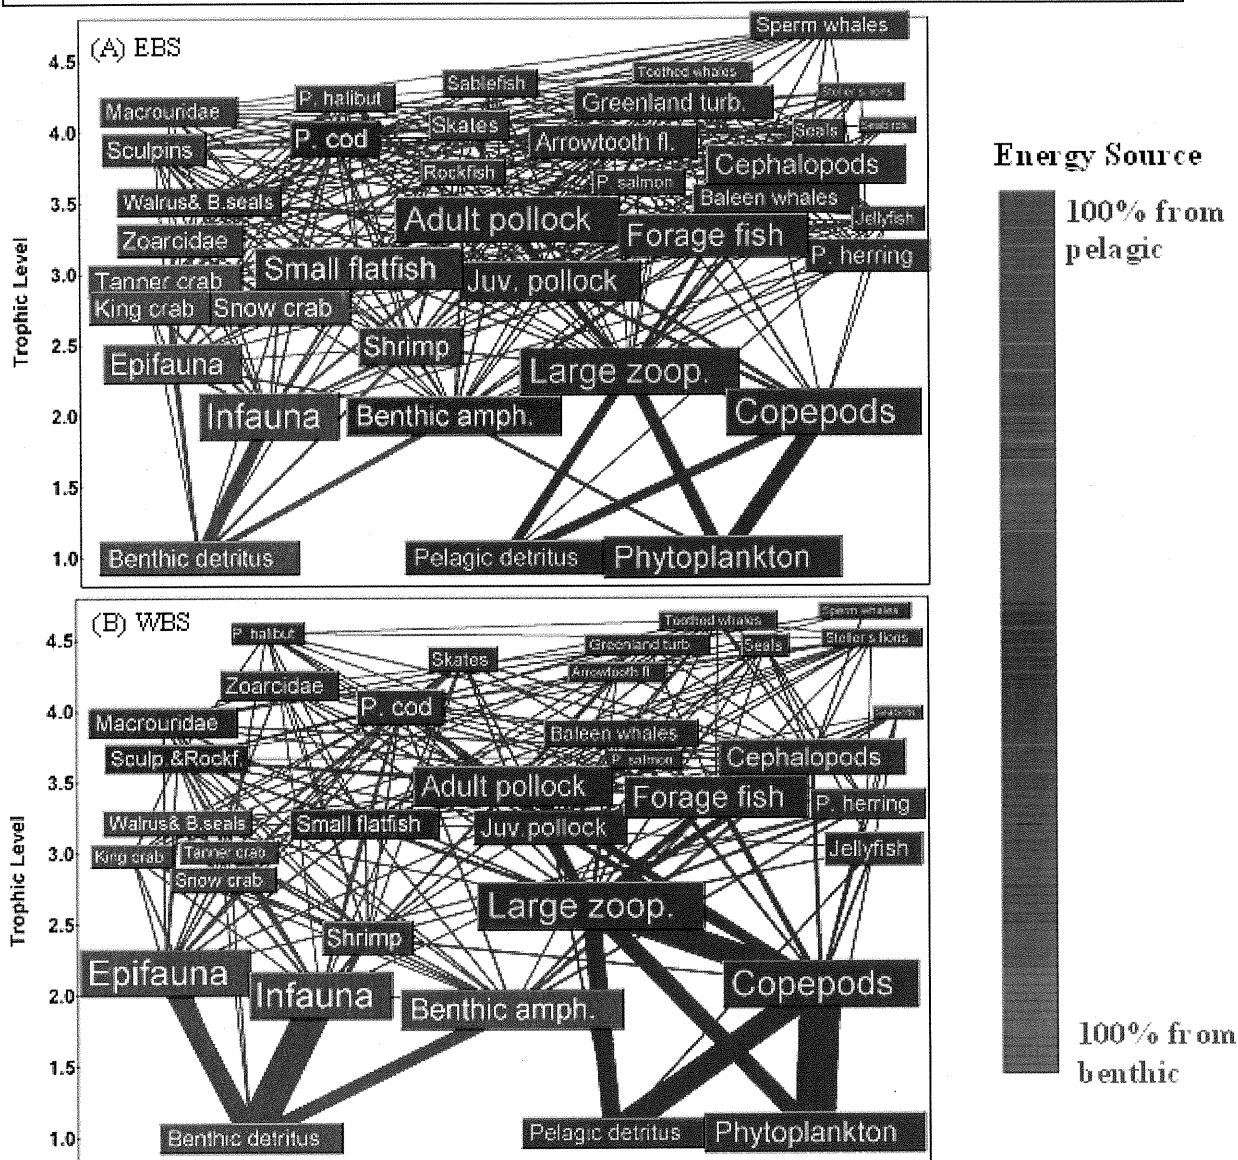 (A) EBS
Sperm whales
4.5
Toothed whales
Sablefish
P. halibut
Greenland turb.
Macrouridae
4.0
Skates
Seals
P. cod
Arrowtooth fl.
Sculpins
Cephalopods
Rockfish
P. salmon
Walrus& B.seals
Baleen whales
3.5
Adult pollock
Jellyfish
Forage fish
Zoarcidae
P. herring
Small flatfish
3.0
Tanner crab
Juv. pollock
King crab
Snow crab
Trophic Level
2.5
Shrimp
Epifauna
Large zoop.
2.0
Infauna
Benthic amph.
Copepods
1.5
1.0
Benthic detritus
Pelagic detritus
Phytoplankton
(B) WBS
Sperm whales
4.5
Toothed whales
P. halibut
Steller s.lions
Greenland turb.
Seals
Skates
Arrowtooth fl.
Zoarcidae
4.0
P. cod
Macrouridae
Baleen whales
Sculp.&Rockf.
P. salmon
Cephalopods
3.5
Adult pollock
Forage fish
P. herring
Walrus& B.seals
Small flatfish
Juv.pollock
3.0
King crab
Tanner crab
Jellyfish
Snow crab
Trophic Level
2.5
Large zoop.
Shrimp
Epifauna
Copepods
2.0
Infauna
Benthic amph.
1.5
1.0
Benthic detritus
Pelagic detritus
Phytoplankton
Energy Source
100% from
pelagic
100% from
benthic